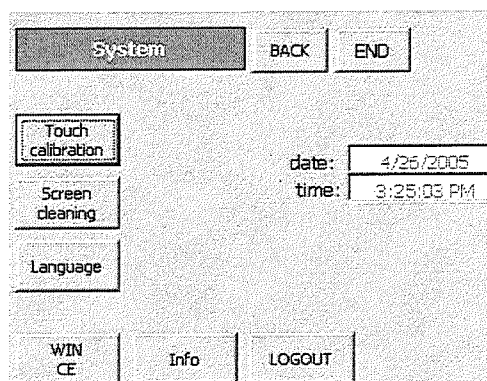 System BACK END
Touch
calibration
date: 4/26/2005
time: 3:25:03 PM
Screen
cleaning
Language
WIN
CE
Info LOGOUT